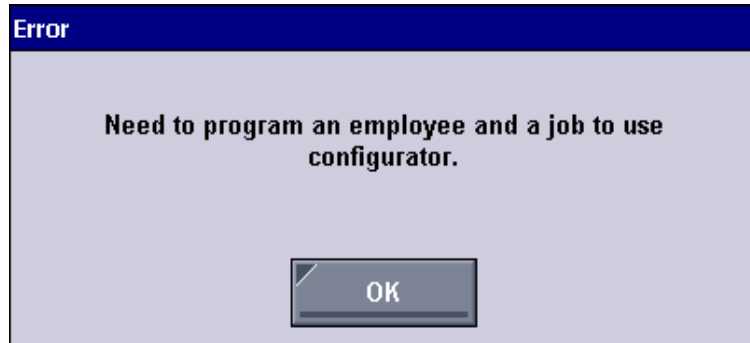 Error
Need to program an employee and a job to use
configurator.
OK